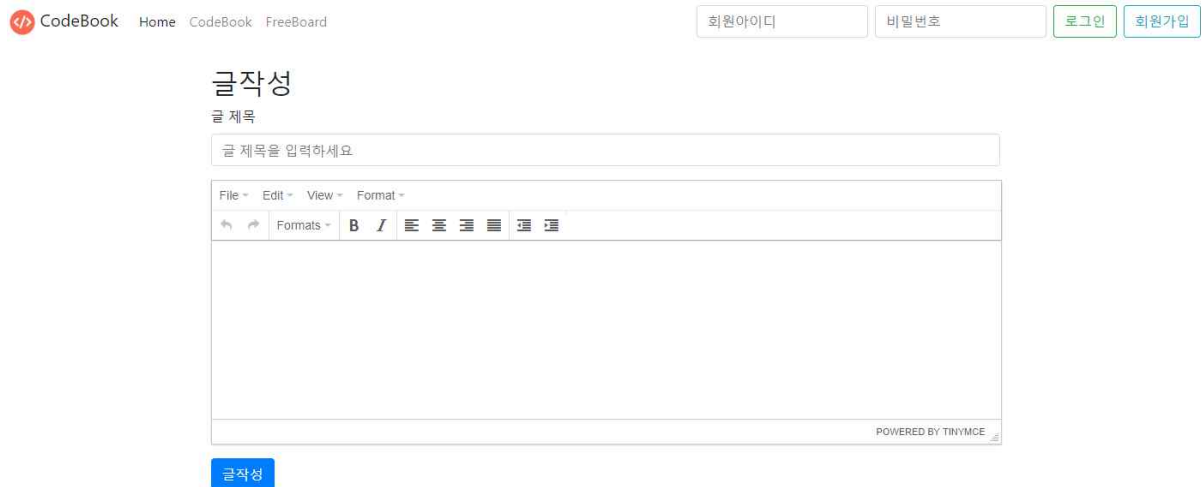 CodeBook Home CodeBook FreeBoard 회원아이디 비밀번호 로그인 회원가입
글작성
글 제목
글 제목을 입력하세요
File Edit View Format
Formats B I
POWERED BY TINYMCE
글작성